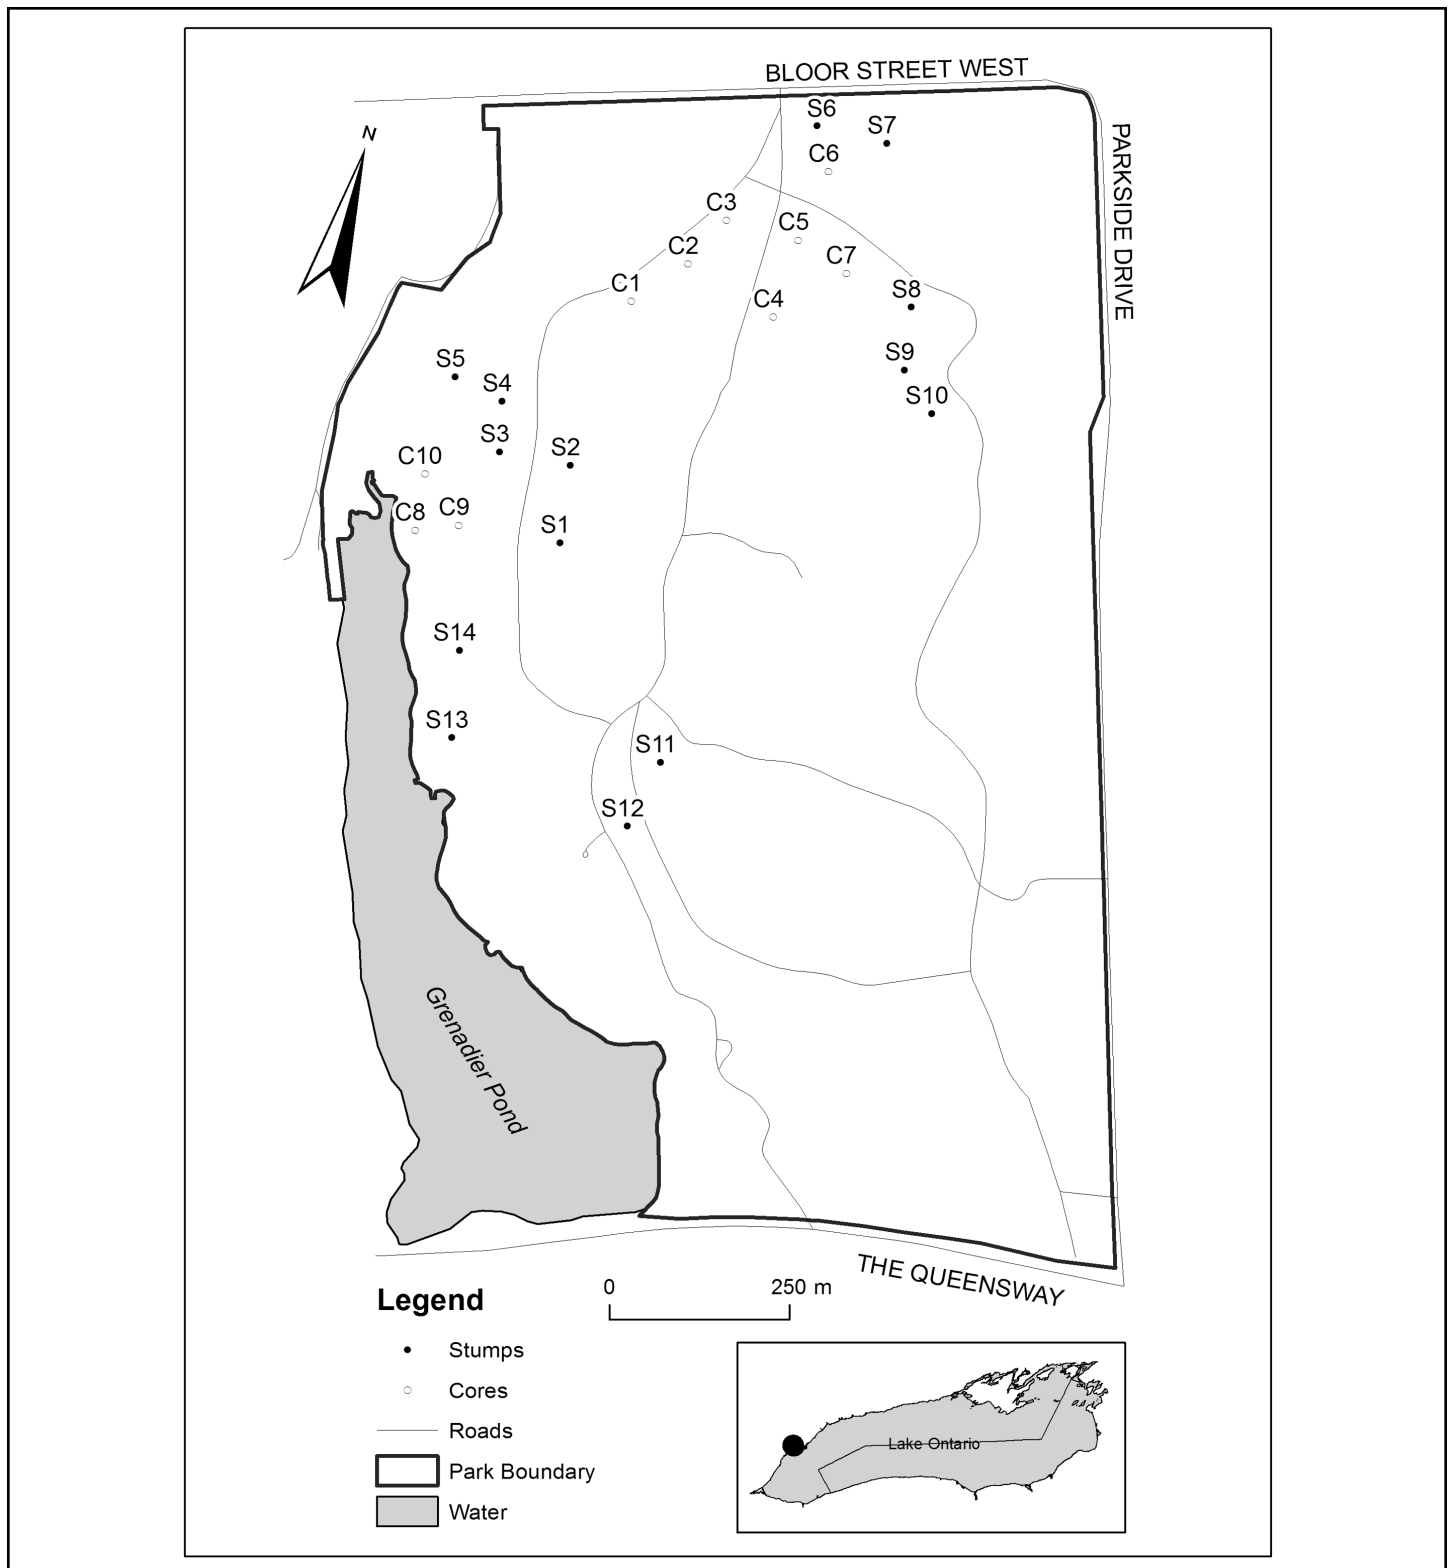 BLOOR STREET WEST
N
S6
S7
PARKSIDE DRIVE
C6
C3
C5
C2
C7
C1
S8
C4
S5
S9
S4
S10
S3
S2
C10
C9
C8
S1
S14
S13
S11
S12
Grenadier Pond
THE QUEENSWAY
0 250 m
Legend
Stumps
Cores
Roads
Park Boundary
Water
Lake Ontario